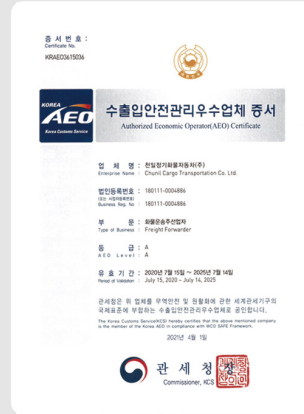 증 서 번 호 :
Certificate No.
KRAEO3615036
KOREA
AEO
Korea Customs Service
수출입안전관리우수업체 증서
Authorized Economic Operator(AEO) Certificate
업 체 명 : 천일정기화물자동차(주)
Enterprise Name : Chunil Cargo Transportation Co. Ltd.
법인등록번호 : 180111-0004886
(또는 사업자등록번호)
Business Reg. No : 180111-0004886
부 문 : 화물운송주선업자
Type of Business : Freight Forwarder
등 급 : A
AEO Level : A
유 효 기 간 : 2020년 7월 15일 ~ 2025년 7월 14일
Period of Validation : July 15, 2020 ~ July 14, 2025
관세청은 위 업체를 무역안전 및 원활화에 관한 세계관세기구의
국제표준에 부합하는 수출입안전관리우수업체로 공인합니다.
The Korea Customs Service(KCS) hereby certifies that the above mentioned company
is the member of the Korea AEO in compliance with WCO SAFE Framework.
2021년 4월 1일
관 세 청 장
Commissioner, KCS